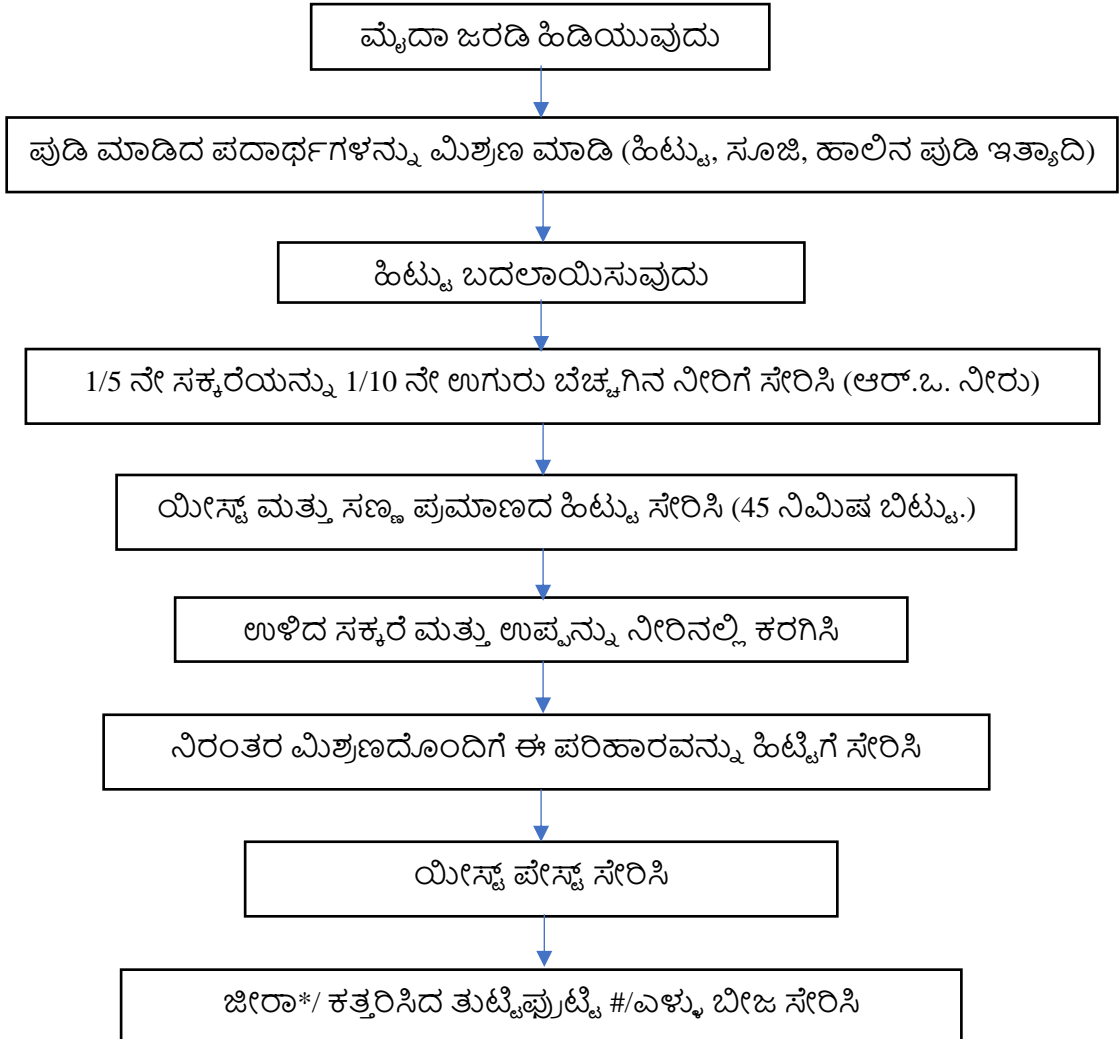 ಮೈದಾ ಜರಡಿ ಹಿಡಿಯುವುದು
ಪುಡಿ ಮಾಡಿದ ಪದಾರ್ಥಗಳನ್ನು ಮಿಶ್ರಣ ಮಾಡಿ (ಹಿಟ್ಟು, ಸೂಜಿ, ಹಾಲಿನ ಪುಡಿ ಇತ್ಯಾದಿ)
ಹಿಟ್ಟು ಬದಲಾಯಿಸುವುದು
1/5 ನೇ ಸಕ್ಕರೆಯನ್ನು 1/10 ನೇ ಉಗುರು ಬೆಚ್ಚಗಿನ ನೀರಿಗೆ ಸೇರಿಸಿ (ಆರ್.ಒ. ನೀರು)
ಯೀಸ್ಟ್ ಮತ್ತು ಸಣ್ಣ ಪ್ರಮಾಣದ ಹಿಟ್ಟು ಸೇರಿಸಿ (45 ನಿಮಿಷ ಬಿಟ್ಟು.)
ಉಳಿದ ಸಕ್ಕರೆ ಮತ್ತು ಉಪ್ಪನ್ನು ನೀರಿನಲ್ಲಿ ಕರಗಿಸಿ
ನಿರಂತರ ಮಿಶ್ರಣದೊಂದಿಗೆ ಈ ಪರಿಹಾರವನ್ನು ಹಿಟ್ಟಿಗೆ ಸೇರಿಸಿ
ಯೀಸ್ಟ್ ಪೇಸ್ಟ್ ಸೇರಿಸಿ
ಜೀರಾ*/ ಕತ್ತರಿಸಿದ ತುಟ್ಟಿಫ್ರುಟ್ಟಿ #/ಎಳ್ಳು ಬೀಜ ಸೇರಿಸಿ